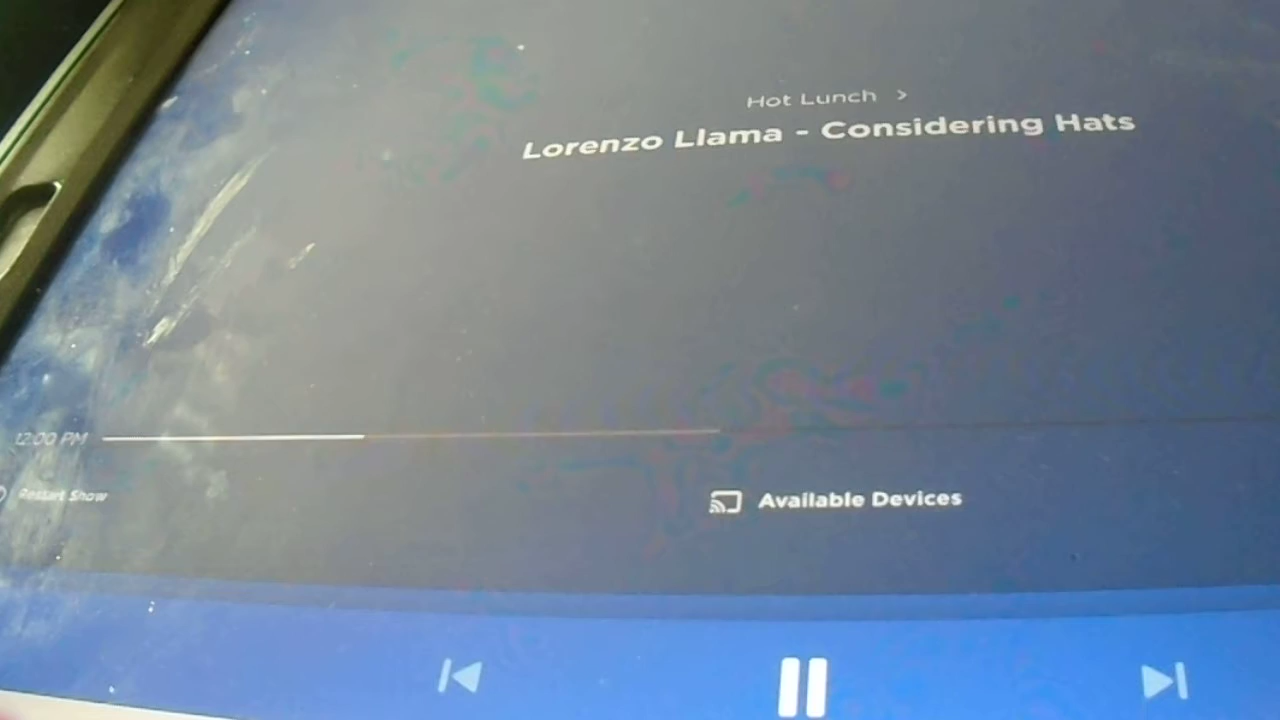 Hot Lunch >
Lorenzo Llama - Considering Hats
12:00 PM
Restart Show
Available Devices